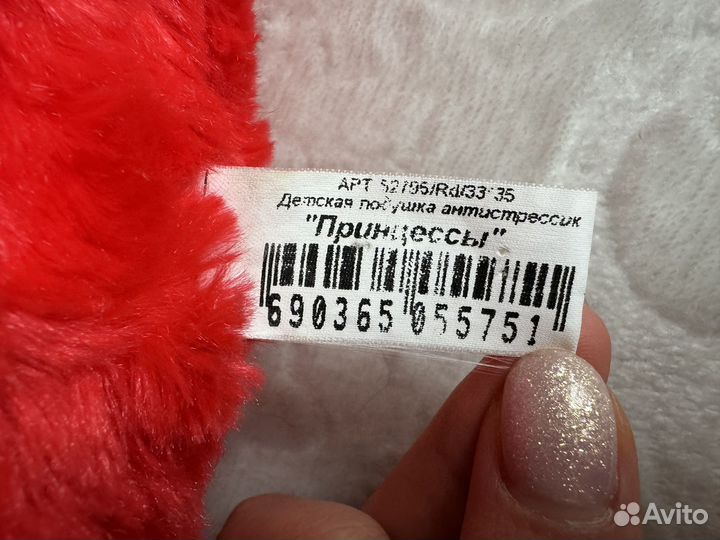 АРТ 52795/Rd/33*35
Детская подушка антистрессик
"Принцессы"
690365 055751
Avito